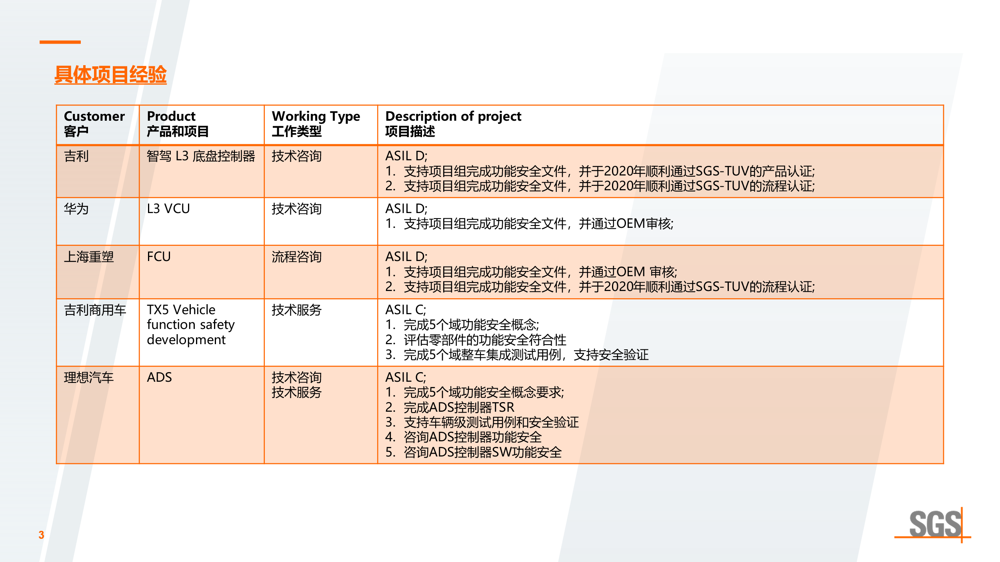 具体项目经验
Customer
客户
Product
产品和项目
Working Type
工作类型
Description of project
项目描述
吉利
智驾 L3 底盘控制器
技术咨询
ASIL D;
1. 支持项目组完成功能安全文件，并于2020年顺利通过SGS-TUV的产品认证;
2. 支持项目组完成功能安全文件，并于2020年顺利通过SGS-TUV的流程认证;
华为
L3 VCU
技术咨询
ASIL D;
1. 支持项目组完成功能安全文件，并通过OEM审核;
上海重塑
FCU
流程咨询
ASIL D;
1. 支持项目组完成功能安全文件，并通过OEM 审核;
2. 支持项目组完成功能安全文件，并于2020年顺利通过SGS-TUV的流程认证;
吉利商用车
TX5 Vehicle
function safety
development
技术服务
ASIL C;
1. 完成5个域功能安全概念;
2. 评估零部件的功能安全符合性
3. 完成5个域整车集成测试用例，支持安全验证
理想汽车
ADS
技术咨询
技术服务
ASIL C;
1. 完成5个域功能安全概念要求;
2. 完成ADS控制器TSR
3. 支持车辆级测试用例和安全验证
4. 咨询ADS控制器功能安全
5. 咨询ADS控制器SW功能安全
3
SGS